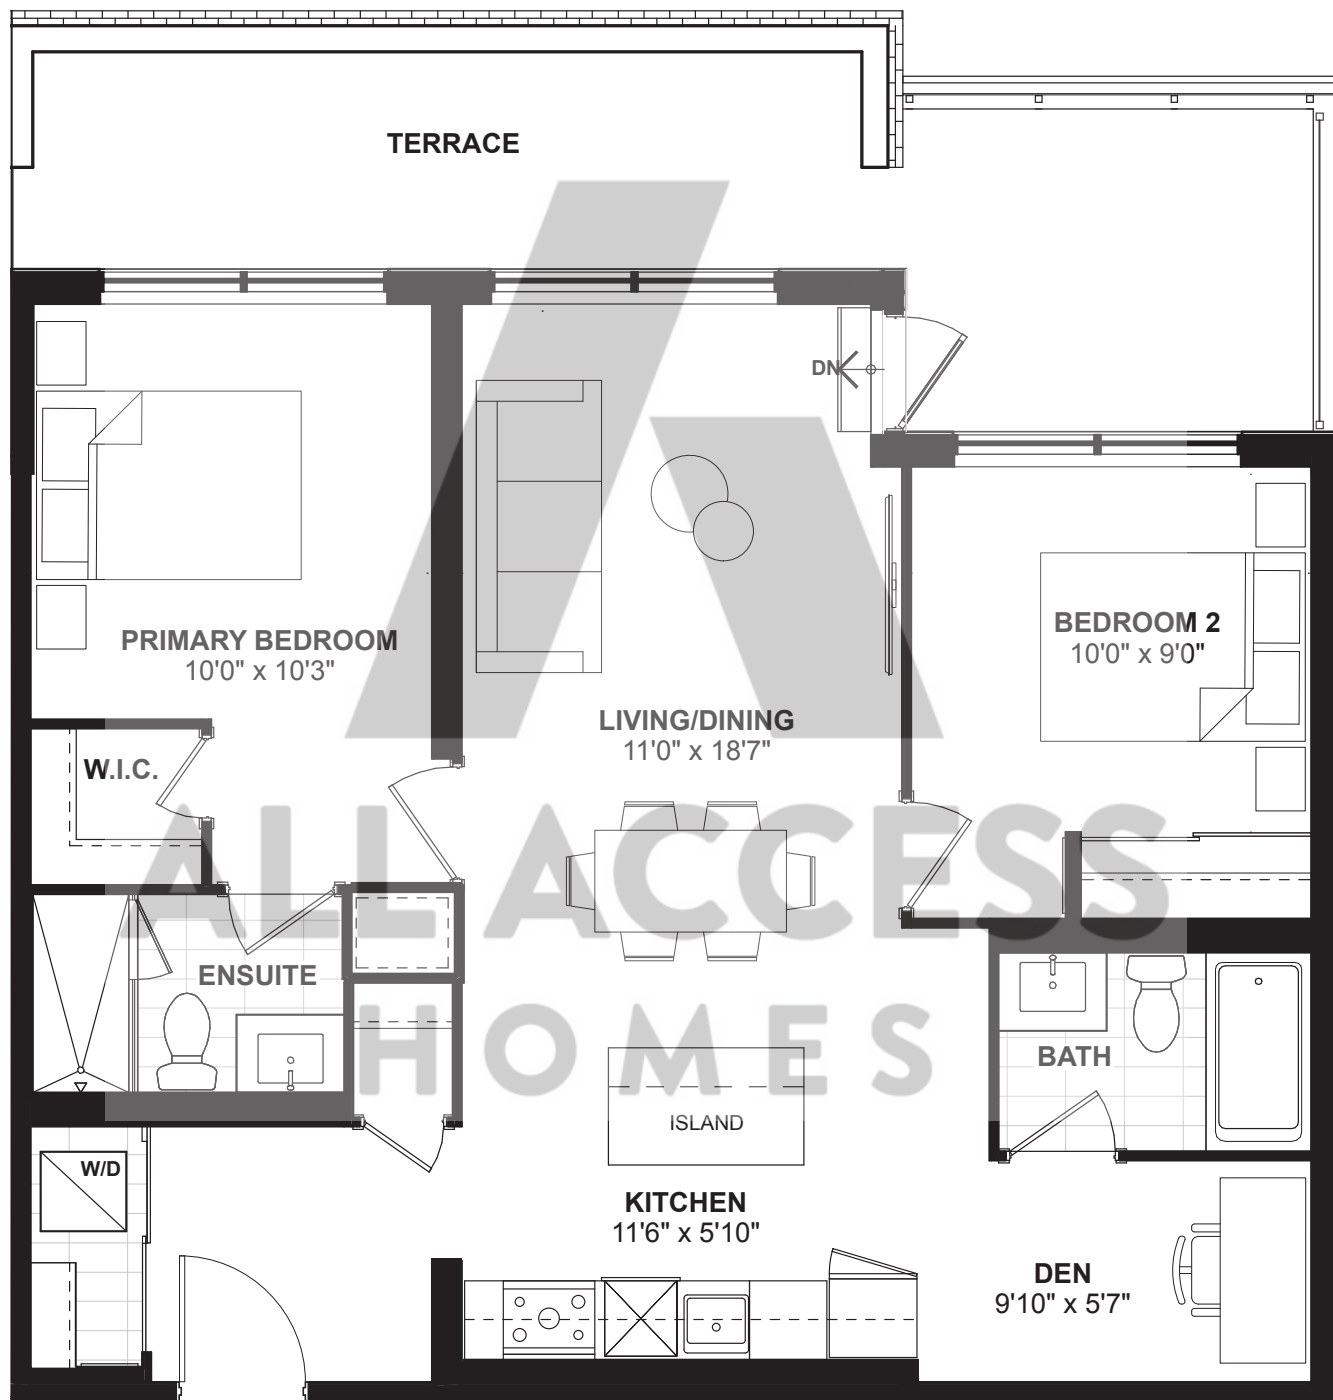 TERRACE
DN
PRIMARY BEDROOM
10'0" x 10'3"
BEDROOM 2
10'0" x 9'0"
LIVING/DINING
11'0" x 18'7"
W.I.C.
ALL ACCESS
HOMES
ENSUITE
BATH
ISLAND
W/D
KITCHEN
11'6" x 5'10"
DEN
9'10" x 5'7"